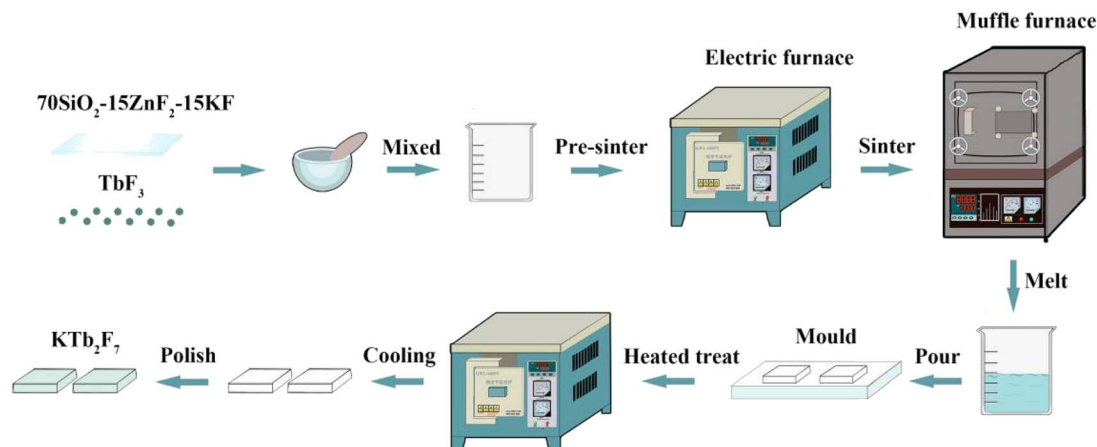 Muffle furnace
Electric furnace
70SiO₂-15ZnF₂-15KF
Mixed
Pre-sinter
Sinter
TbF₃
Melt
KTb₂F₇
Polish
Cooling
Heated treat
Mould
Pour